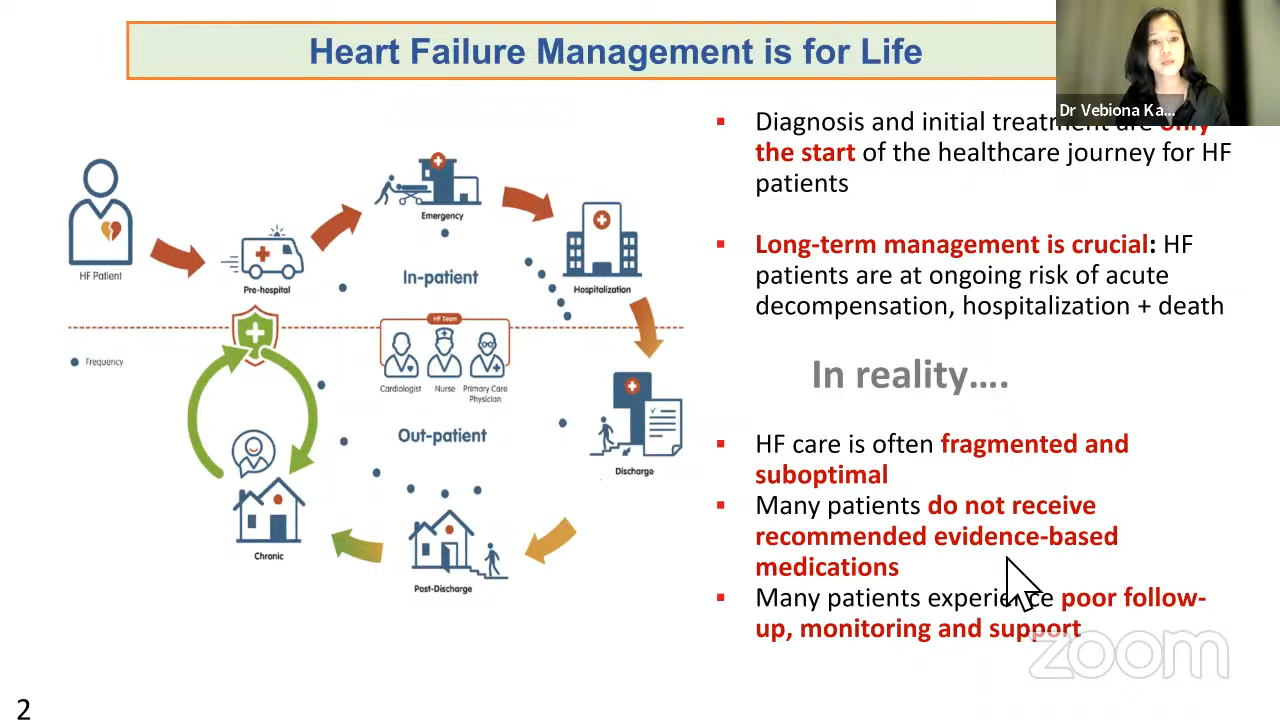 Heart Failure Management is for Life
Dr Vebiona Ka...
Diagnosis and initial treatment are only
the start of the healthcare journey for HF
patients
Long-term management is crucial: HF
patients are at ongoing risk of acute
decompensation, hospitalization + death
In reality....
HF care is often fragmented and
suboptimal
Many patients do not receive
recommended evidence-based
medications
Many patients experience poor follow-
up, monitoring and support
HF Patient
Pre-hospital
Emergency
In-patient
Hospitalization
HF Team
Cardiologist
Nurse
Primary Care
Physician
Frequency
Out-patient
Discharge
Post-Discharge
Chronic
zoom
2